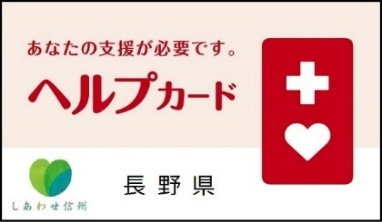 あなたの支援が必要です。
ヘルプカード
しあわせ信州
長野県